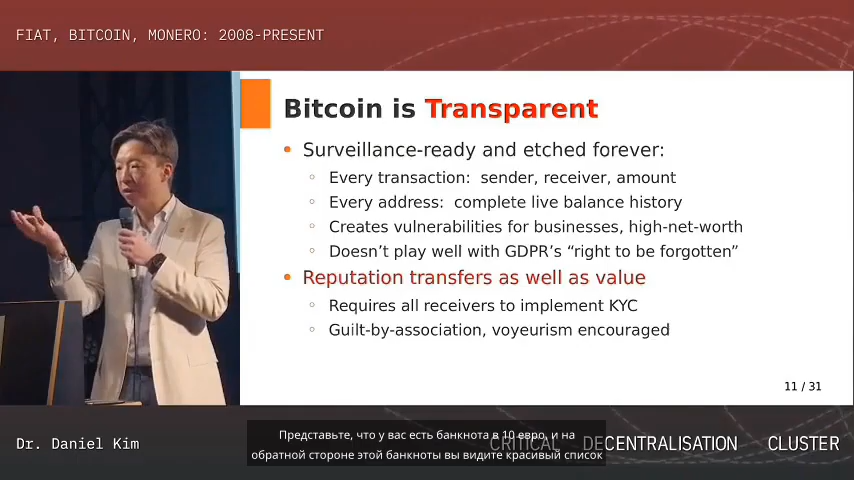 FIAT, BITCOIN, MONERO: 2008-PRESENT
Bitcoin is Transparent
• Surveillance-ready and etched forever:
◦ Every transaction: sender, receiver, amount
◦ Every address: complete live balance history
◦ Creates vulnerabilities for businesses, high-net-worth
◦ Doesn’t play well with GDPR’s “right to be forgotten”
• Reputation transfers as well as value
◦ Requires all receivers to implement KYC
◦ Guilt-by-association, voyeurism encouraged
11 / 31
Dr. Daniel Kim
CRITICAL DECENTRALISATION CLUSTER
Представьте, что у вас есть банкнота в 10 евро, и на
обратной стороне этой банкноты вы видите красивый список